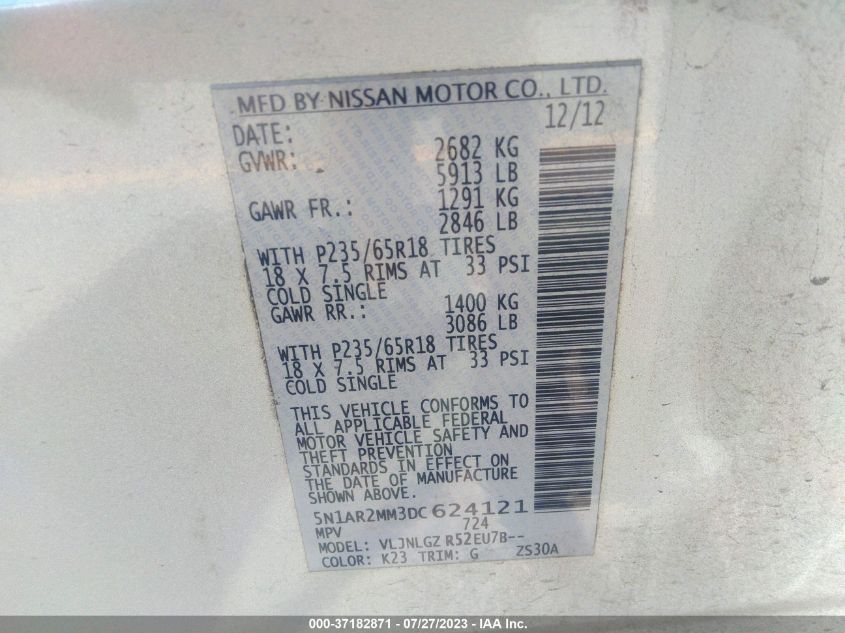 MFD BY NISSAN MOTOR CO., LTD.
DATE: 12/12
GVWR: 2682 KG
5913 LB
GAWR FR.: 1291 KG
2846 LB
WITH P235/65R18 TIRES
18 X 7.5 RIMS AT 33 PSI
COLD SINGLE
GAWR RR.: 1400 KG
3086 LB
WITH P235/65R18 TIRES
18 X 7.5 RIMS AT 33 PSI
COLD SINGLE
THIS VEHICLE CONFORMS TO
ALL APPLICABLE FEDERAL
MOTOR VEHICLE SAFETY AND
THEFT PREVENTION
STANDARDS IN EFFECT ON
THE DATE OF MANUFACTURE
SHOWN ABOVE.
5N1AR2MM3DC624121
MPV 724
MODEL: VLJNLGZ R52EU7B--
COLOR: K23 TRIM: G ZS30A
000-37182871 - 07/27/2023 - IAA Inc.